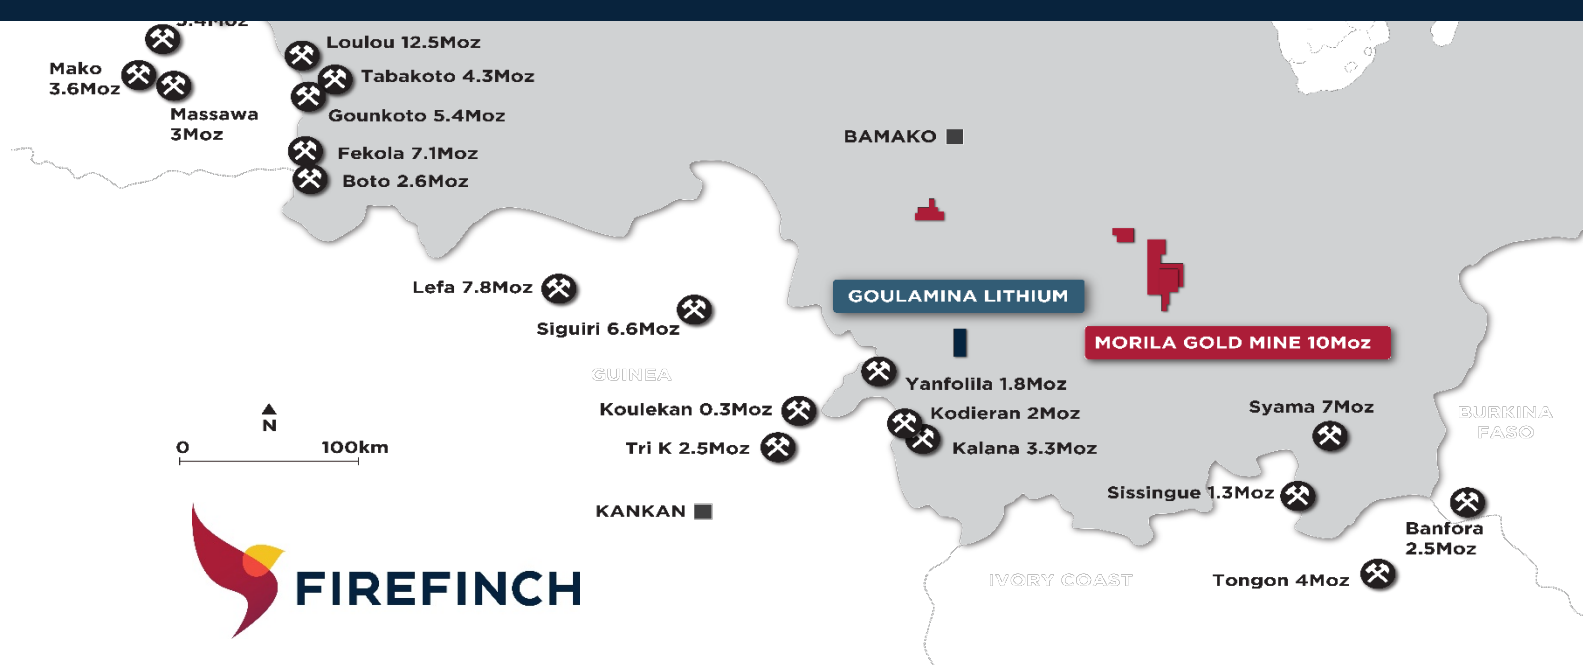 Loulou 12.5Moz
Mako
3.6Moz
Tabakoto 4.3Moz
Massawa
3Moz
Gounkoto 5.4Moz
BAMAKO
Fekola 7.1Moz
Boto 2.6Moz
Lefa 7.8Moz
GOULAMINA LITHIUM
Siguiri 6.6Moz
MORILA GOLD MINE 10Moz
GUINEA
Yanfolila 1.8Moz
Koulekan 0.3Moz
Kodieran 2Moz
Syama 7Moz
BURKINA
FASO
N
0 100km
Tri K 2.5Moz
Kalana 3.3Moz
Sissingue 1.3Moz
KANKAN
Banfora
2.5Moz
IVORY COAST
Tongon 4Moz
FIREFINCH